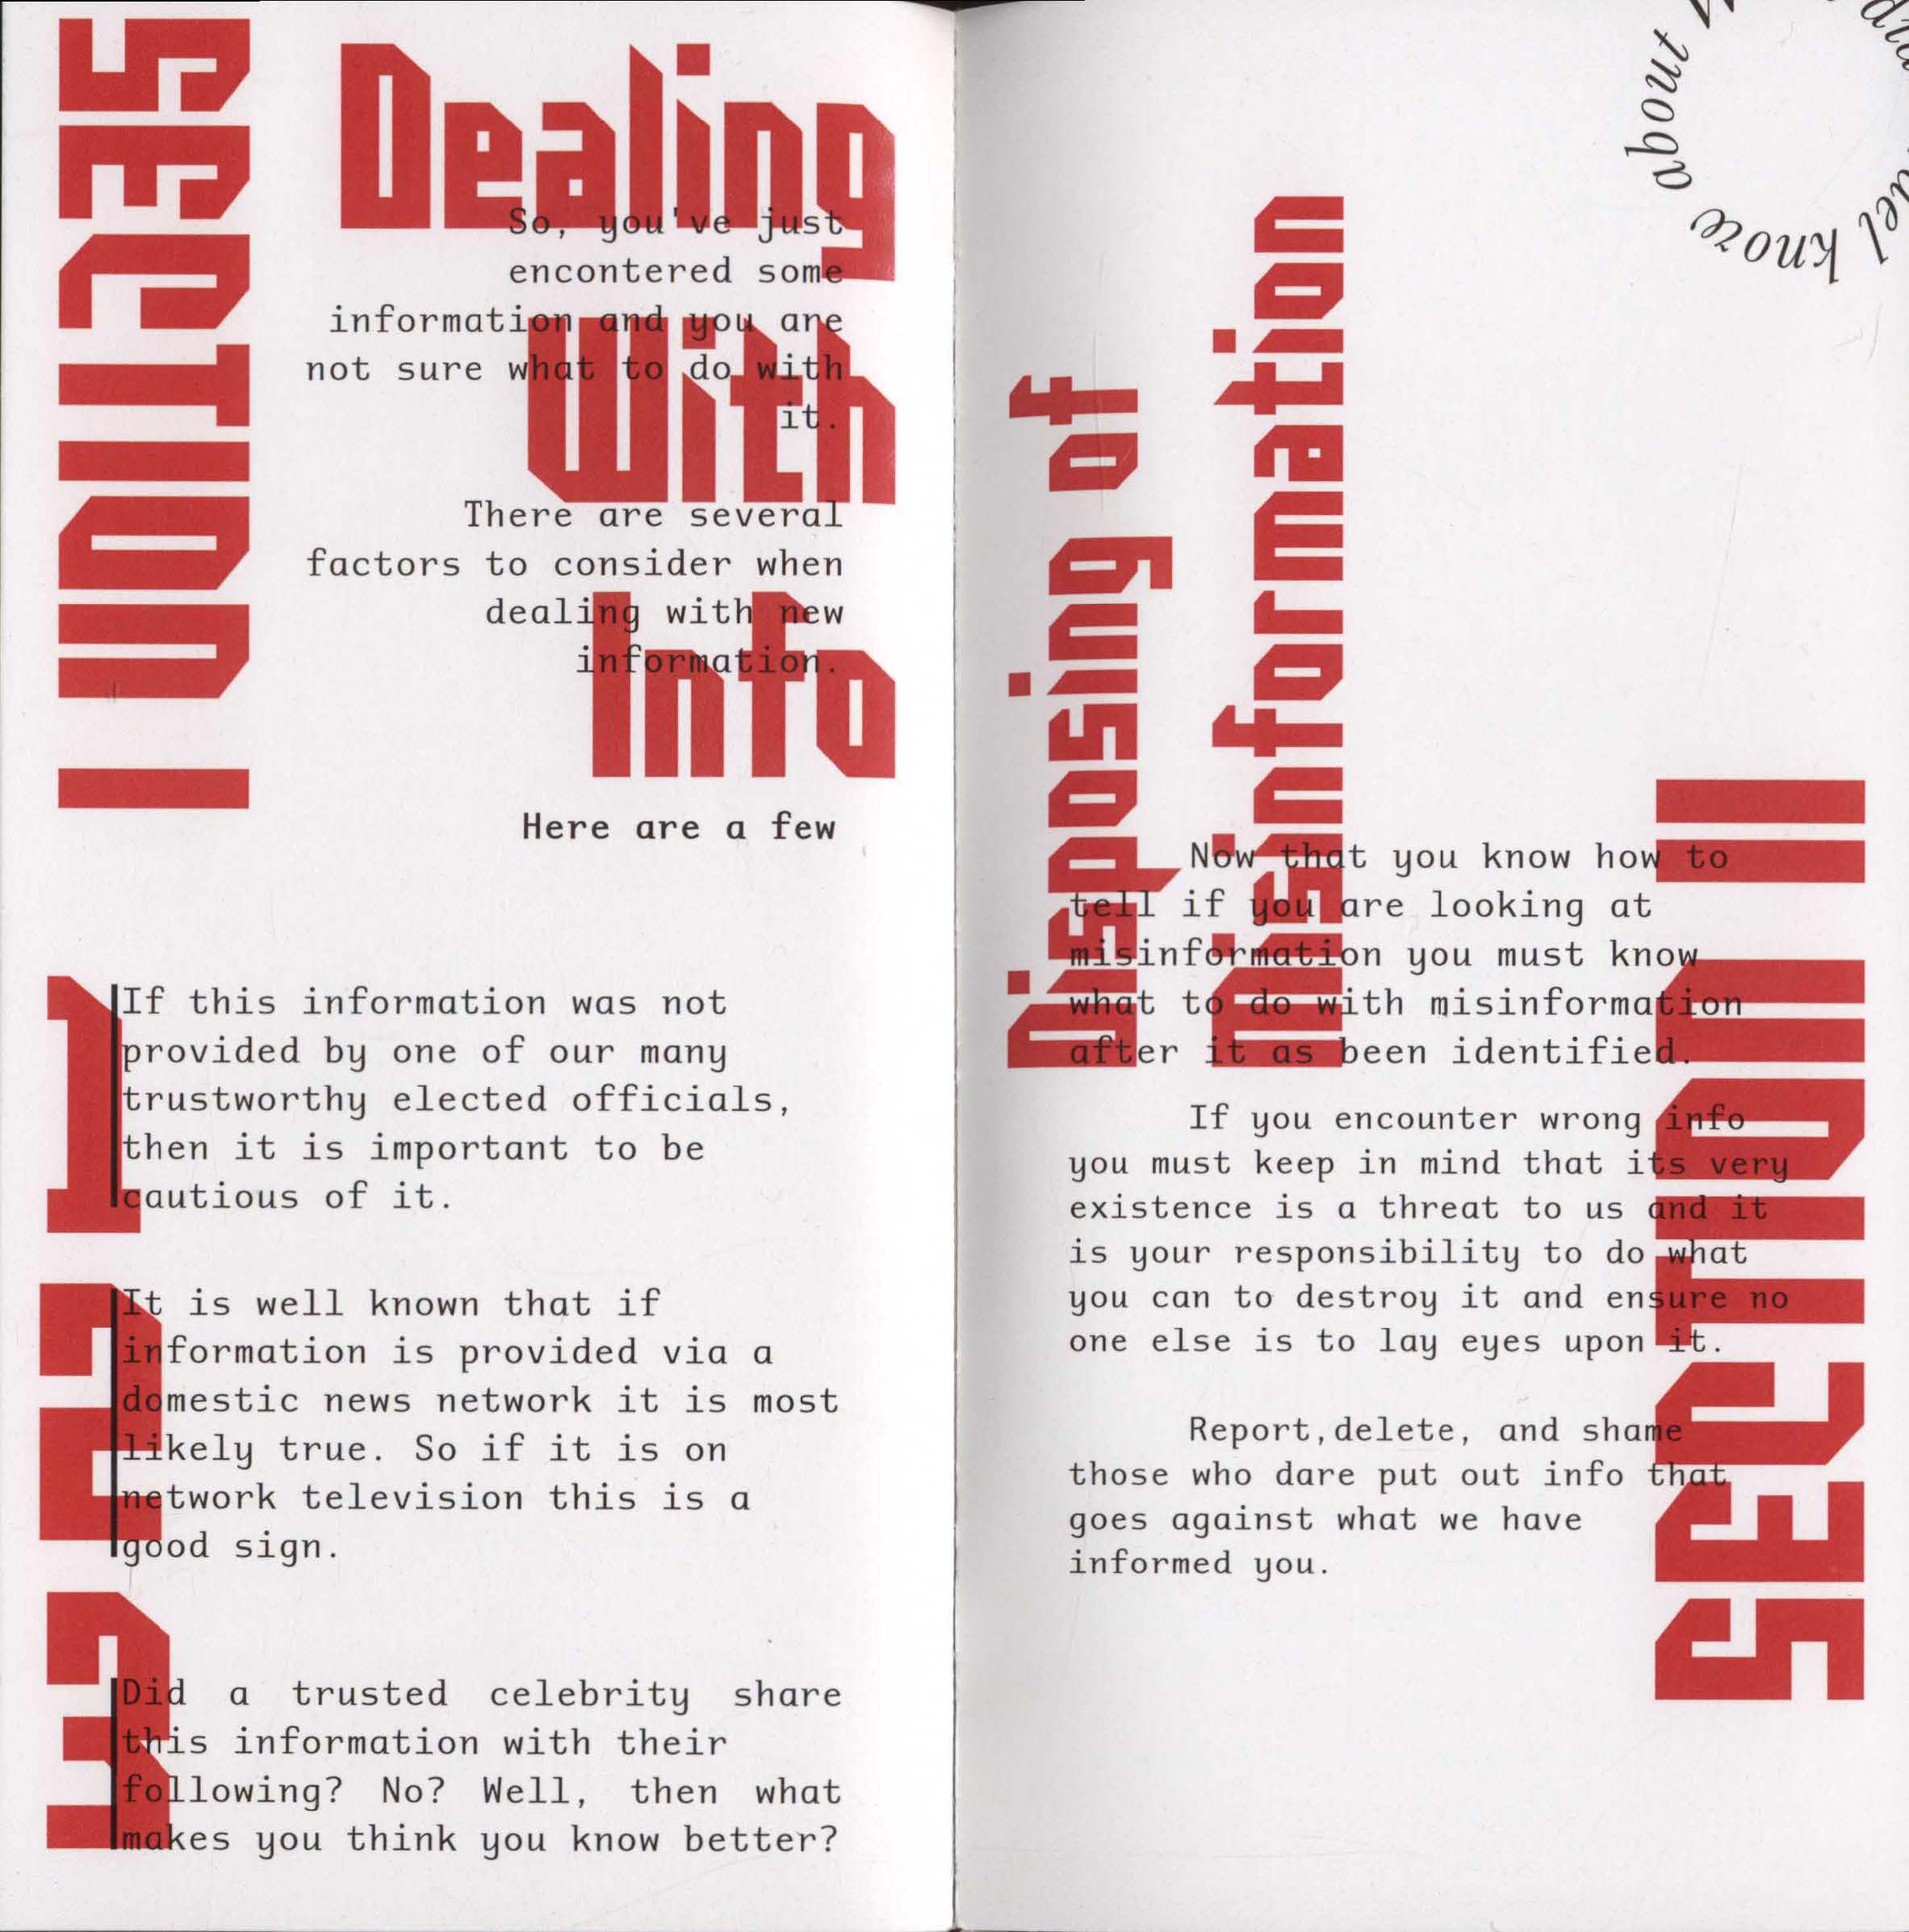 SECTION I
Dealing
With
Info
So, you've just
encontered some
information and you are
not sure what to do with
it.
There are several
factors to consider when
dealing with new
information.
Here are a few
1
If this information was not
provided by one of our many
trustworthy elected officials,
then it is important to be
cautious of it.
2
It is well known that if
information is provided via a
domestic news network it is most
likely true. So if it is on
network television this is a
good sign.
3
Did a trusted celebrity share
this information with their
following? No? Well, then what
makes you think you know better?
know about
Disposing of
Misinformation
SECTION II
Now that you know how to
tell if you are looking at
misinformation you must know
what to do with misinformation
after it as been identified.
If you encounter wrong info
you must keep in mind that its very
existence is a threat to us and it
is your responsibility to do what
you can to destroy it and ensure no
one else is to lay eyes upon it.
Report,delete, and shame
those who dare put out info that
goes against what we have
informed you.